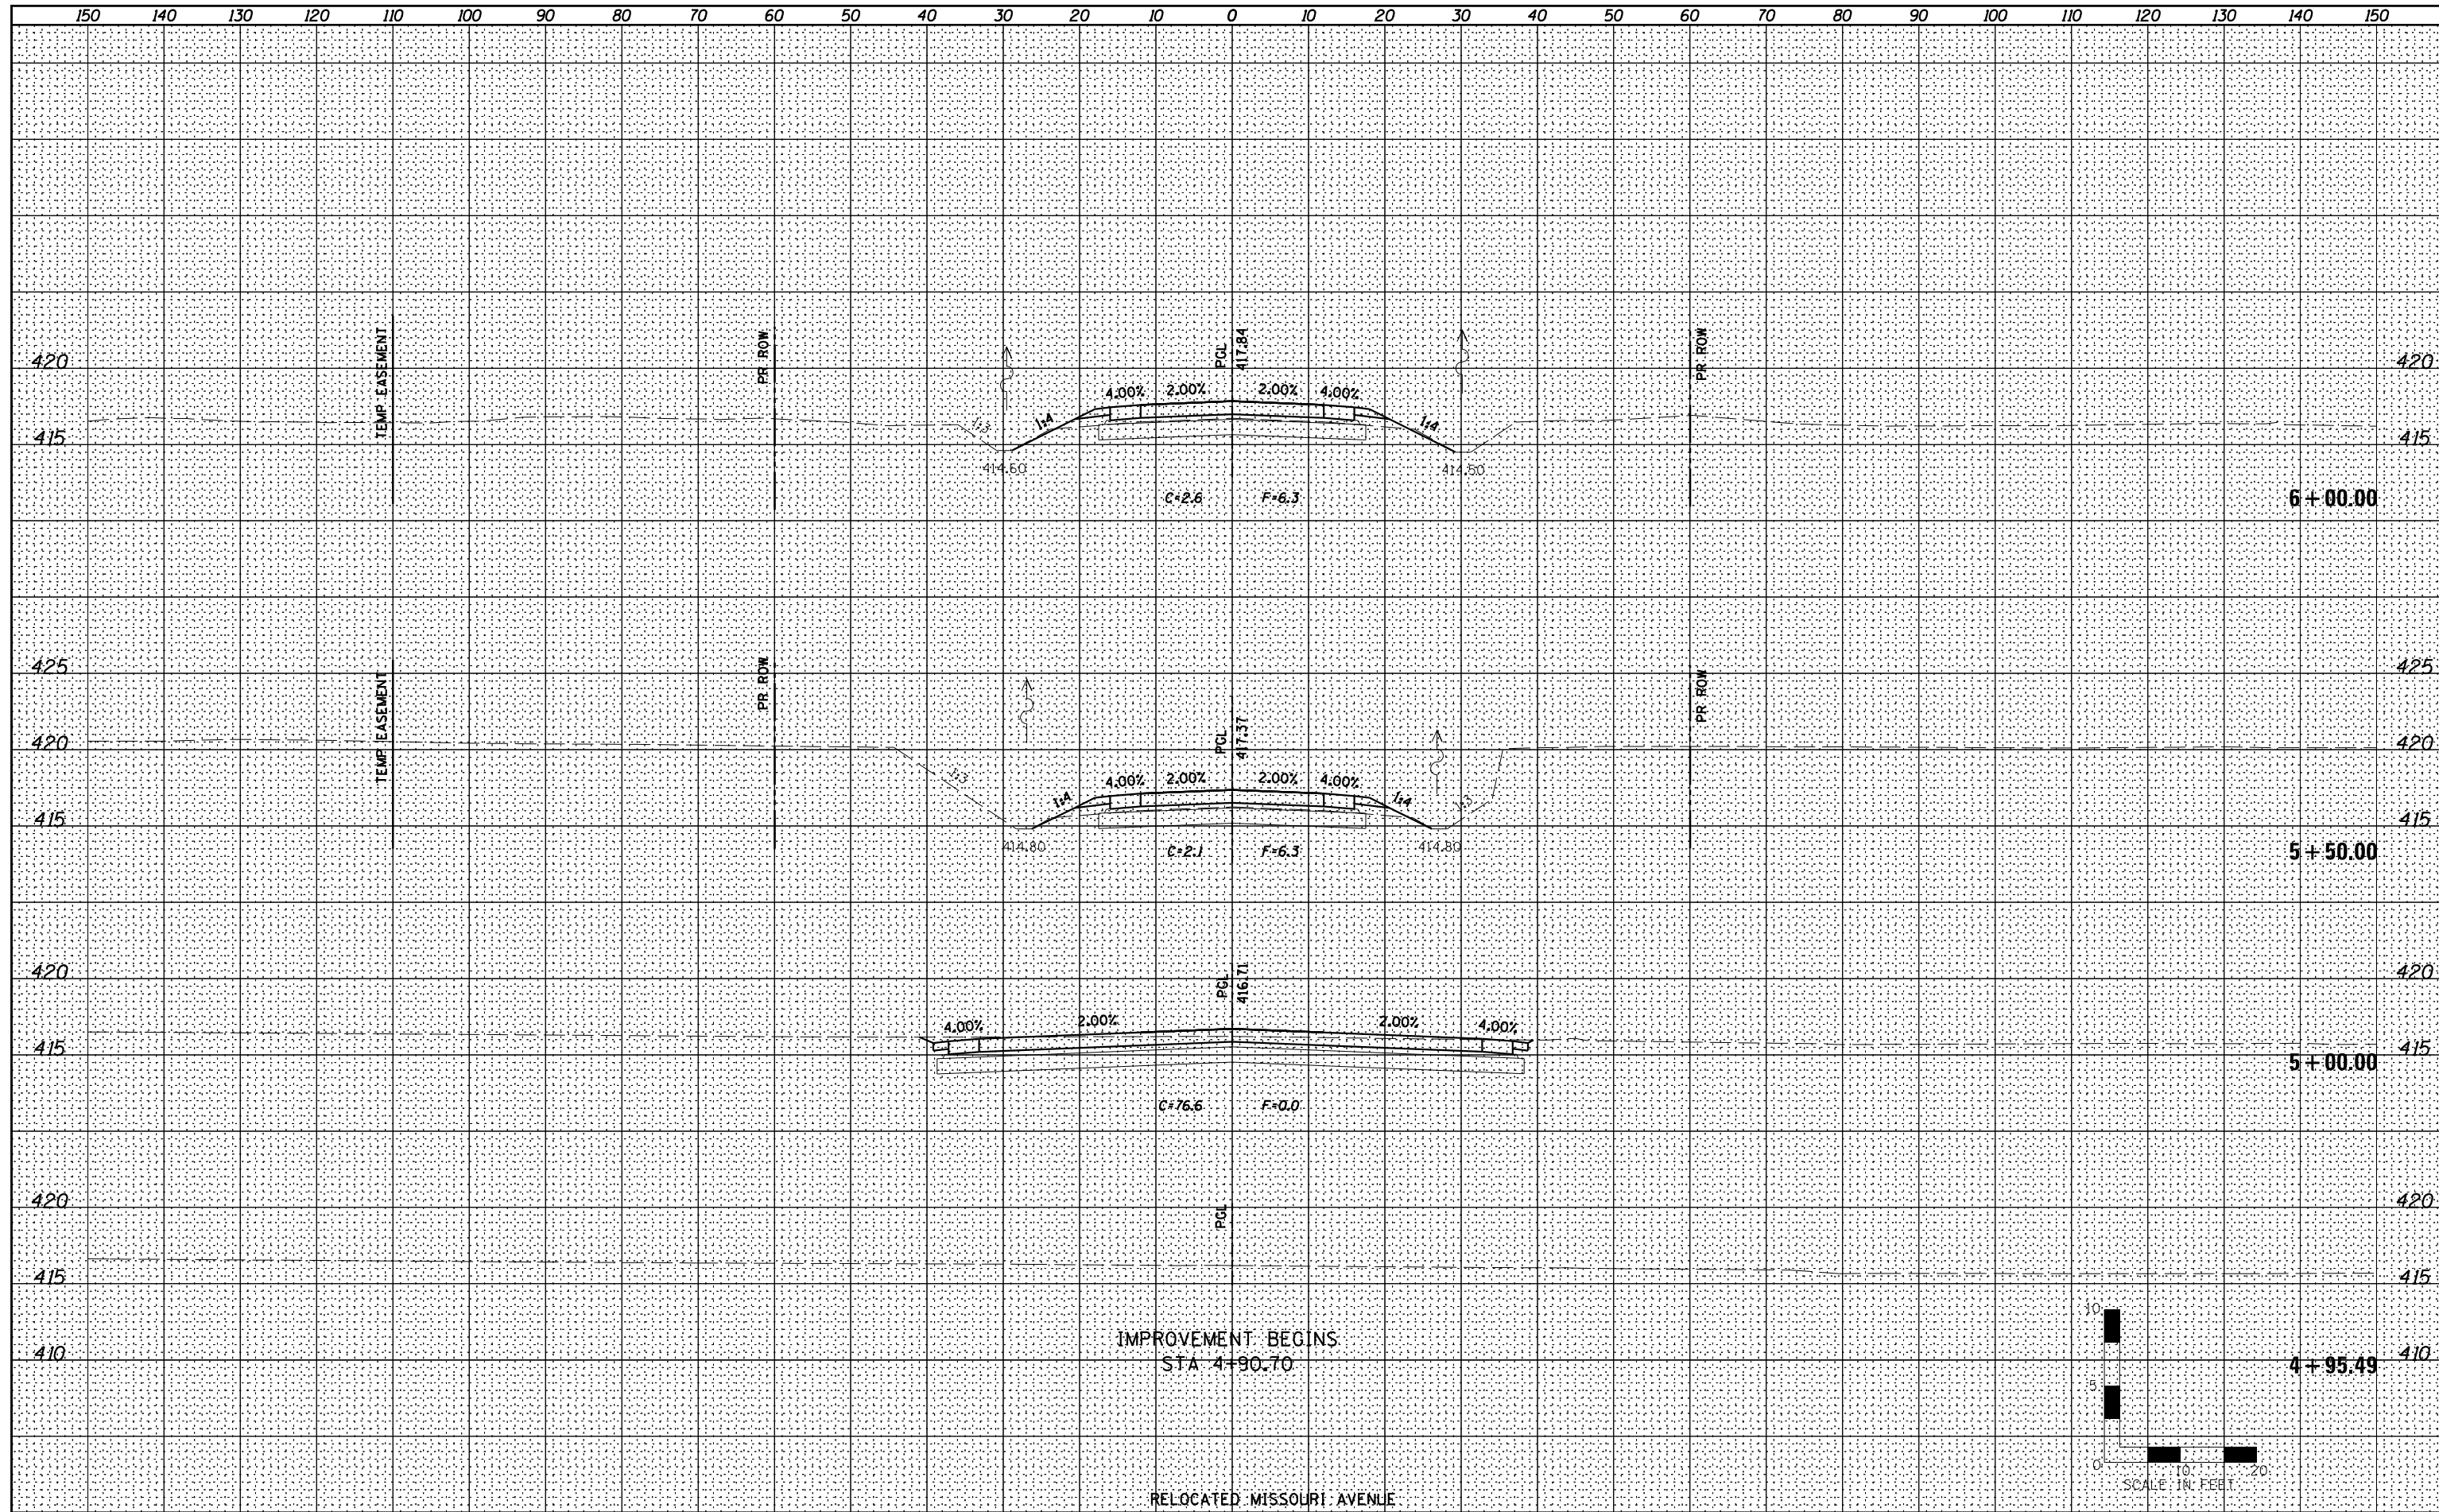 150 140 130 120 110 100 90 80 70 60 50 40 30 20 10 0 10 20 30 40 50 60 70 80 90 100 110 120 130 140 150
TEMP EASEMENT
PR ROW
PGL
417.84
PR ROW
420 420
4.00% 2.00% 2.00% 4.00%
1:3 1:4 1:4
415 415
414.60 414.50
C=2.6 F=6.3
6+00.00
TEMP EASEMENT
PR ROW
PGL
417.37
PR ROW
425 425
420 420
1:3 4.00% 2.00% 2.00% 4.00%
1:4 1:4 1:3
415 415
414.80 414.80
C=2.1 F=6.3
5+50.00
PGL
416.71
420 420
4.00% 2.00% 2.00% 4.00%
415 415
5+00.00
C=76.6 F=0.0
PGL
420 420
415 415
IMPROVEMENT BEGINS
STA 4+90.70
410 410
4+95.49
10
5
0 10 20
SCALE IN FEET
RELOCATED MISSOURI AVENUE